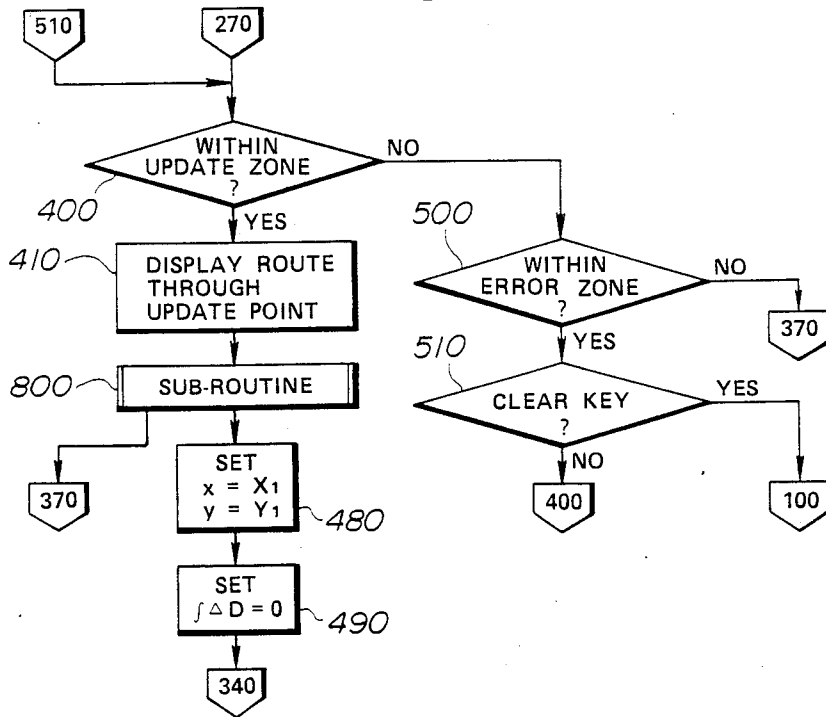 510
270
WITHIN
UPDATE ZONE
?
NO
400
YES
410
DISPLAY ROUTE
THROUGH
UPDATE POINT
500
WITHIN
ERROR ZONE
?
NO
370
YES
800
SUB-ROUTINE
510
CLEAR KEY
?
YES
NO
370
SET
x = X1
y = Y1
480
400
100
SET
∫△D = 0
490
340